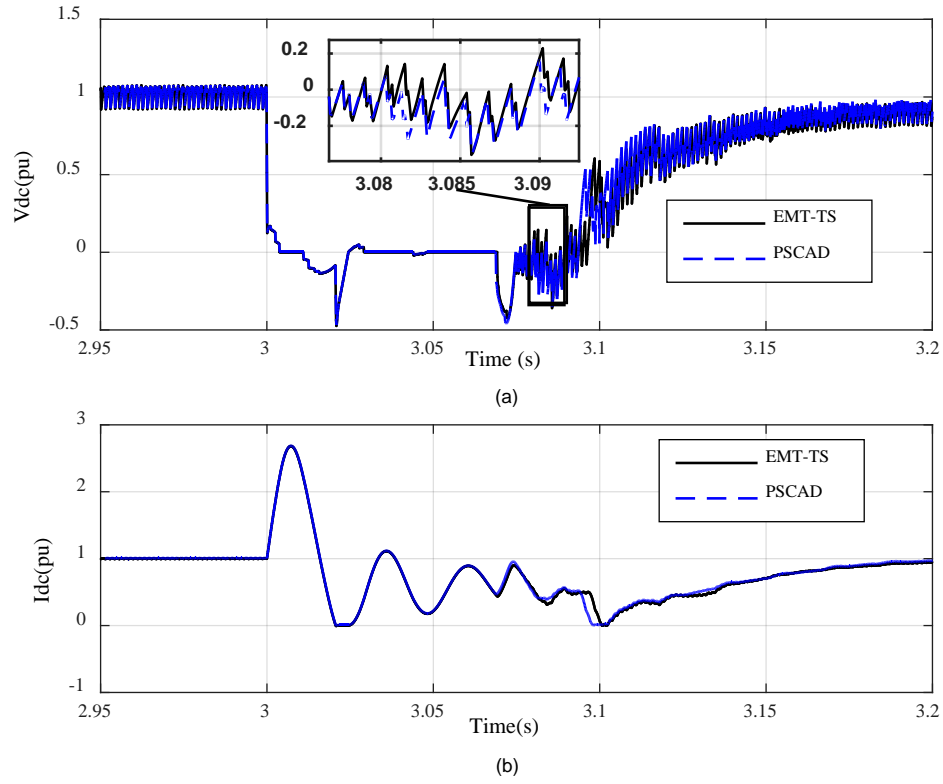 1.5
1
0.5
0
-0.5
Vdc(pu)
0.2
0
-0.2
3.08 3.085 3.09
EMT-TS
PSCAD
2.95 3 3.05 3.1 3.15 3.2
Time (s)
(a)
3
2
1
0
-1
Idc(pu)
EMT-TS
PSCAD
2.95 3 3.05 3.1 3.15 3.2
Time(s)
(b)